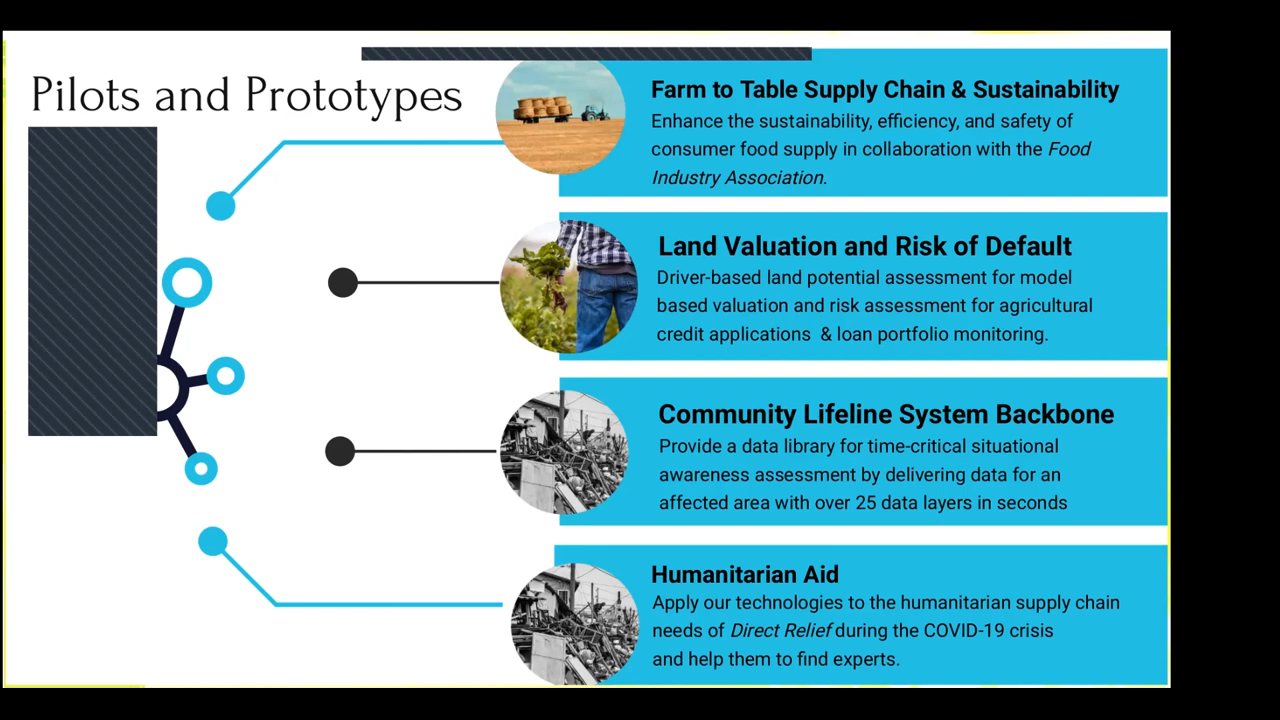 Pilots and Prototypes
Farm to Table Supply Chain & Sustainability
Enhance the sustainability, efficiency, and safety of
consumer food supply in collaboration with the Food
Industry Association.
Land Valuation and Risk of Default
Driver-based land potential assessment for model
based valuation and risk assessment for agricultural
credit applications & loan portfolio monitoring.
Community Lifeline System Backbone
Provide a data library for time-critical situational
awareness assessment by delivering data for an
affected area with over 25 data layers in seconds
Humanitarian Aid
Apply our technologies to the humanitarian supply chain
needs of Direct Relief during the COVID-19 crisis
and help them to find experts.